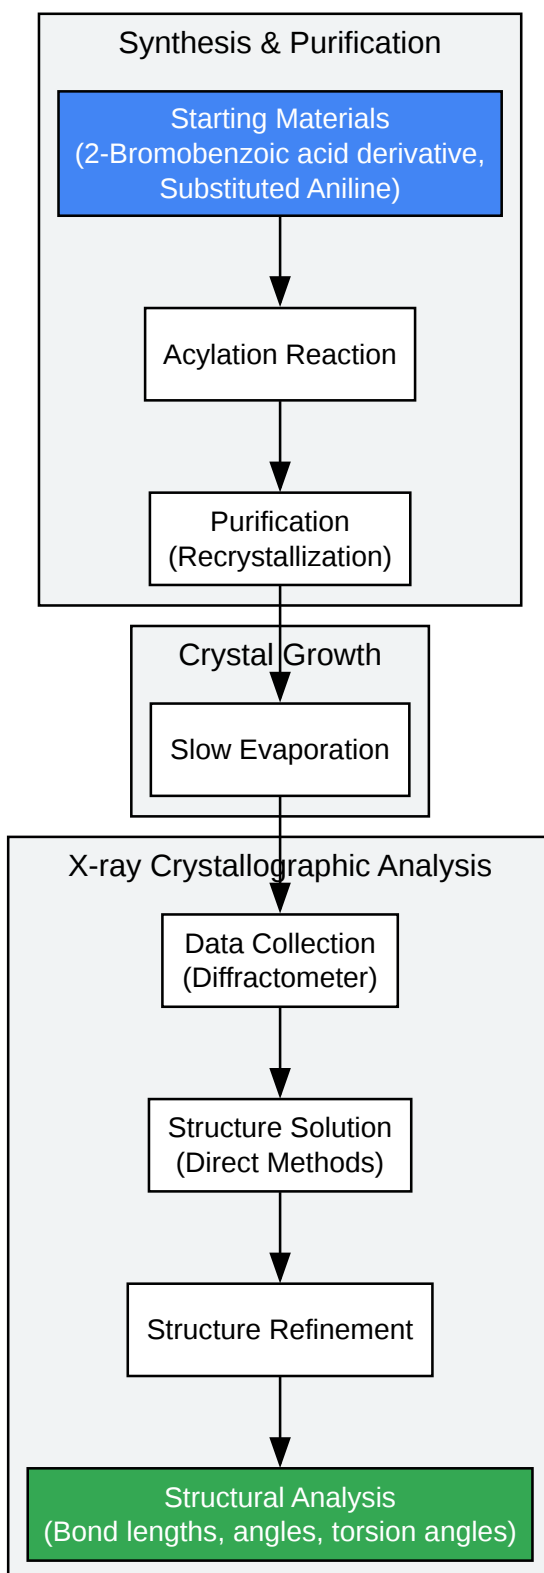 Synthesis & Purification
Starting Materials
(2-Bromobenzoic acid derivative,
Substituted Aniline)
Acylation Reaction
Purification
(Recrystallization)
Crystal Growth
Slow Evaporation
X-ray Crystallographic Analysis
Data Collection
(Diffractometer)
Structure Solution
(Direct Methods)
Structure Refinement
Structural Analysis
(Bond lengths, angles, torsion angles)